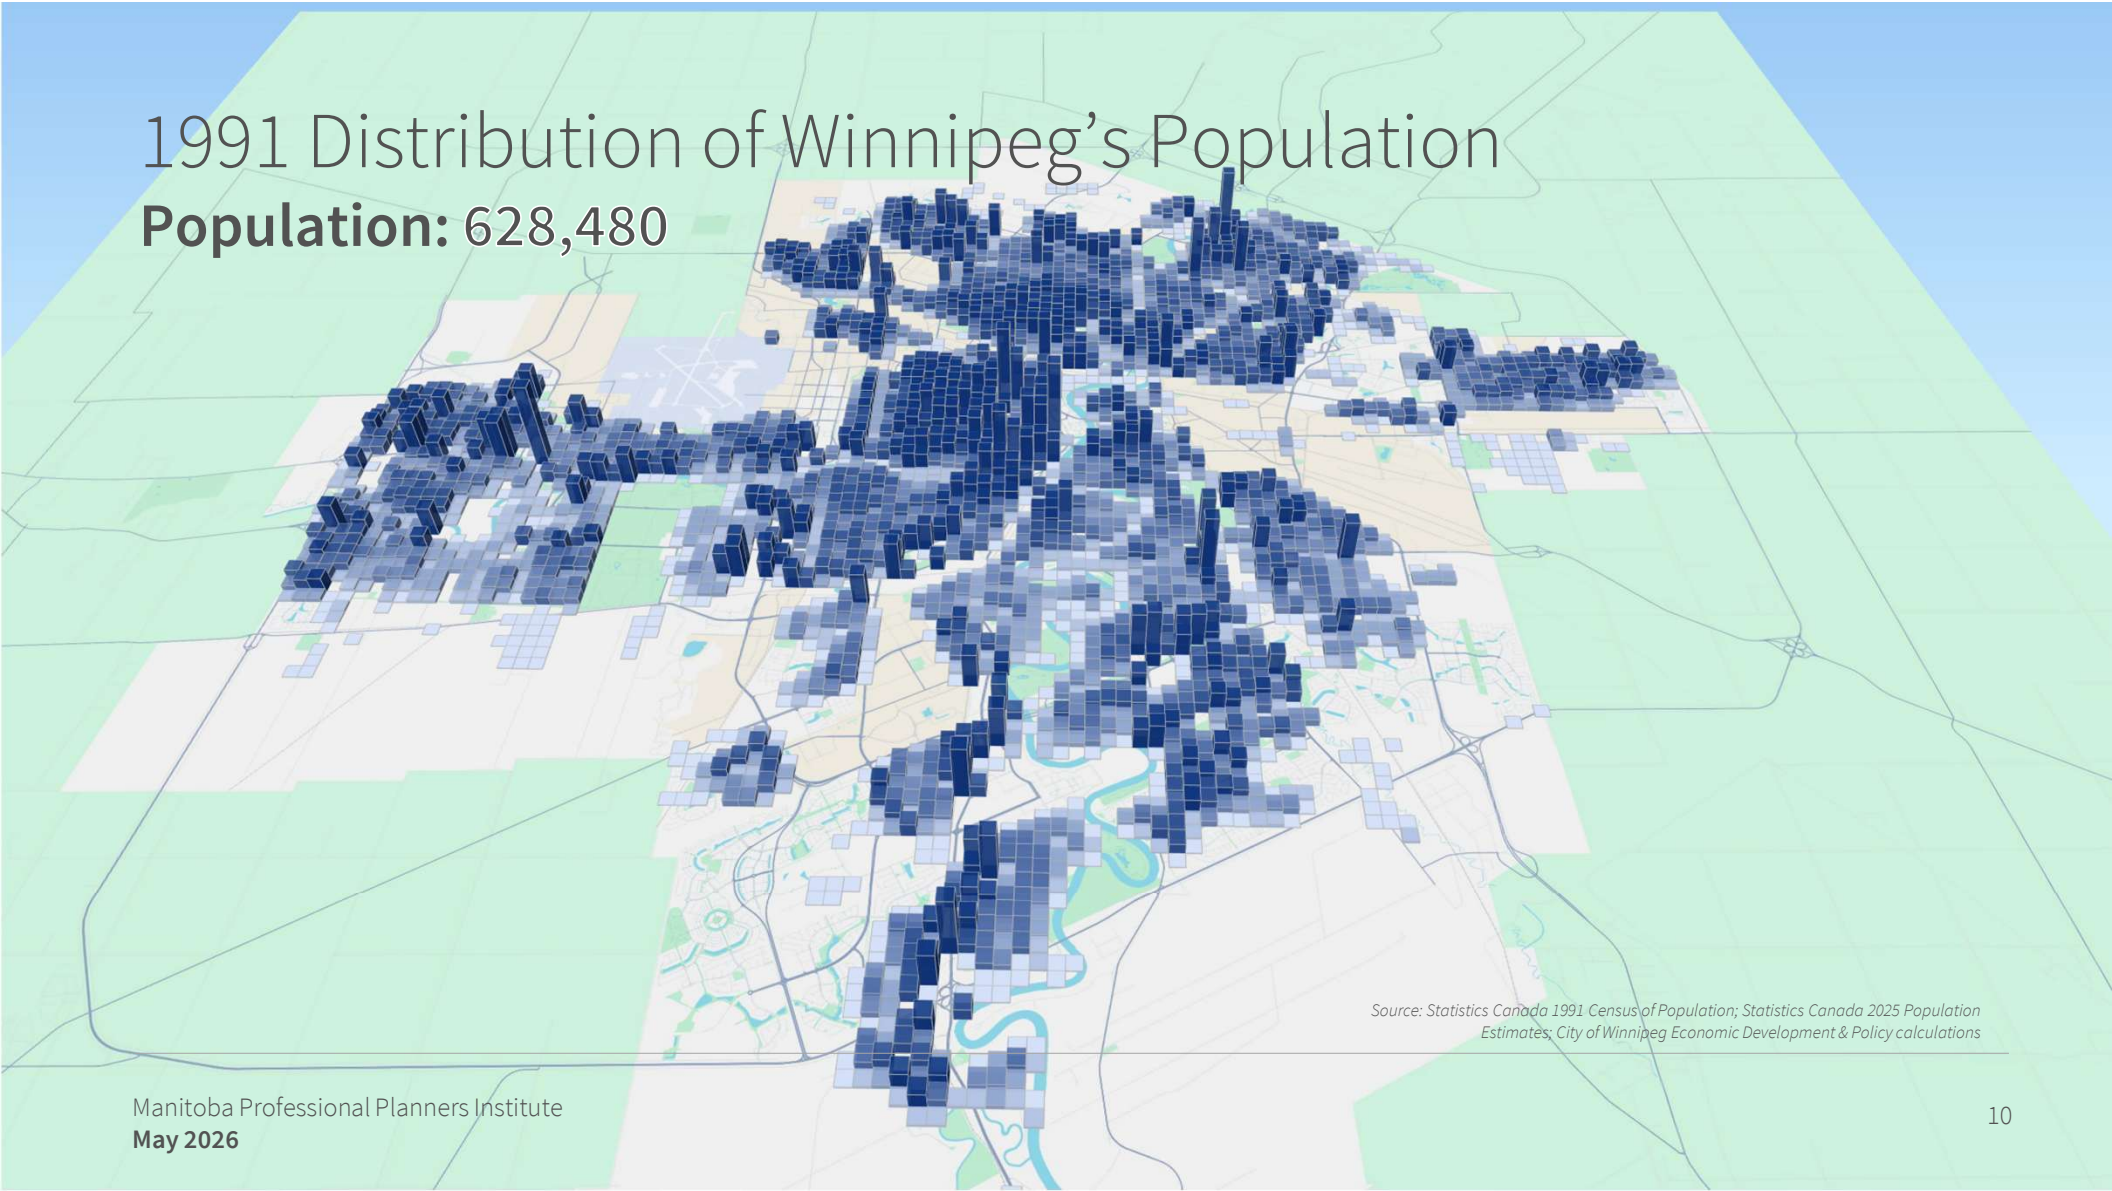 1991 Distribution of Winnipeg’s Population
Population: 628,480
Source: Statistics Canada 1991 Census of Population; Statistics Canada 2025 Population
Estimates; City of Winnipeg Economic Development & Policy calculations
Manitoba Professional Planners Institute
May 2026
10